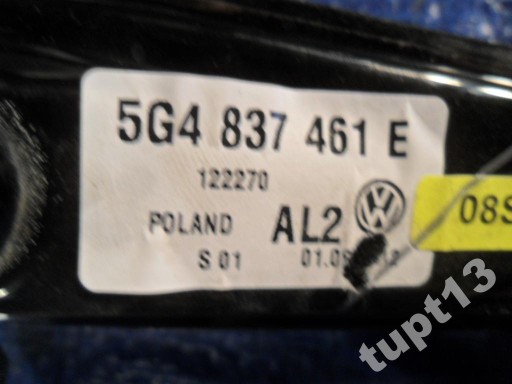 5G4 837 461 E
122270
POLAND AL2
S 01
08S
tupt13